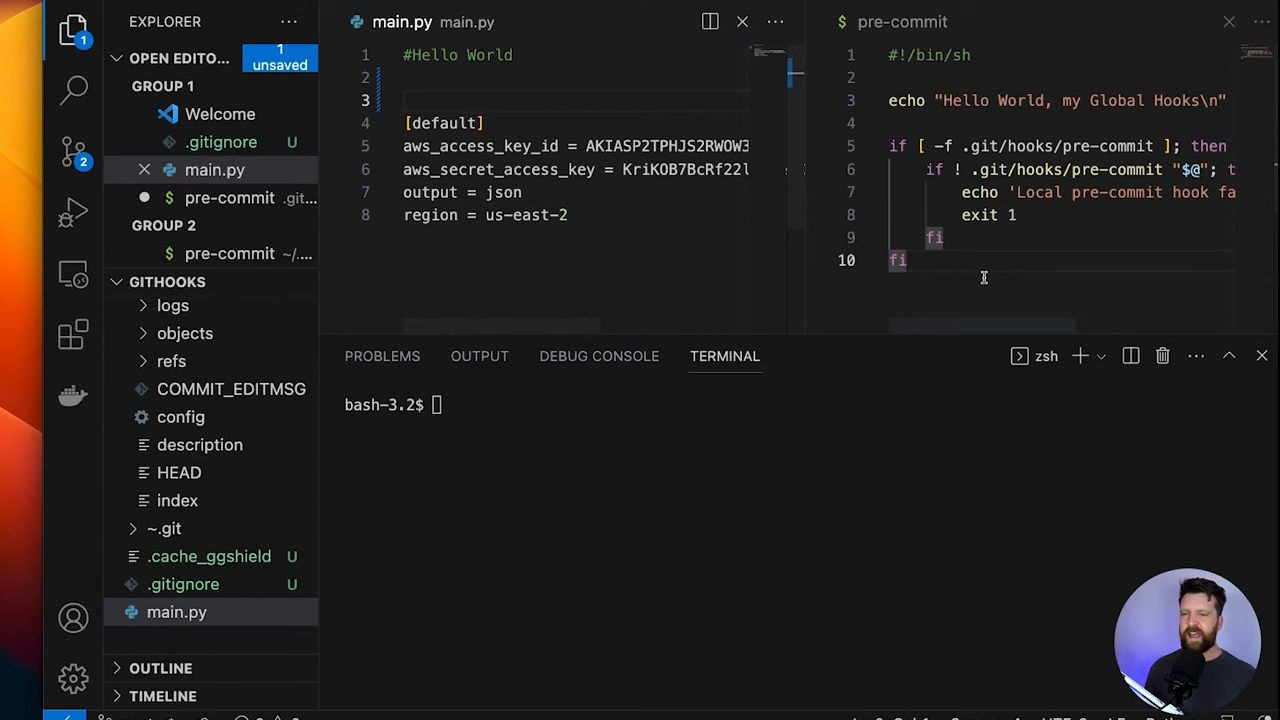 EXPLORER
OPEN EDITO...
1
unsaved
GROUP 1
Welcome
.gitignore U
main.py
pre-commit .git...
GROUP 2
pre-commit ~/....
GITHOOKS
logs
objects
refs
COMMIT_EDITMSG
config
description
HEAD
index
~.git
.cache_ggshield U
.gitignore U
main.py
OUTLINE
TIMELINE
1
2
main.py main.py
1 #Hello World
2
3
4 [default]
5 aws_access_key_id = AKIASP2TPHJS2RWOW3
6 aws_secret_access_key = KriKOB7BcRf22l
7 output = json
8 region = us-east-2
$ pre-commit
1 #!/bin/sh
2
3 echo "Hello World, my Global Hooks\n"
4
5 if [ -f .git/hooks/pre-commit ]; then
6 if ! .git/hooks/pre-commit "$@"; t
7 echo 'Local pre-commit hook fa
8 exit 1
9 fi
10 fi
PROBLEMS OUTPUT DEBUG CONSOLE TERMINAL zsh
bash-3.2$